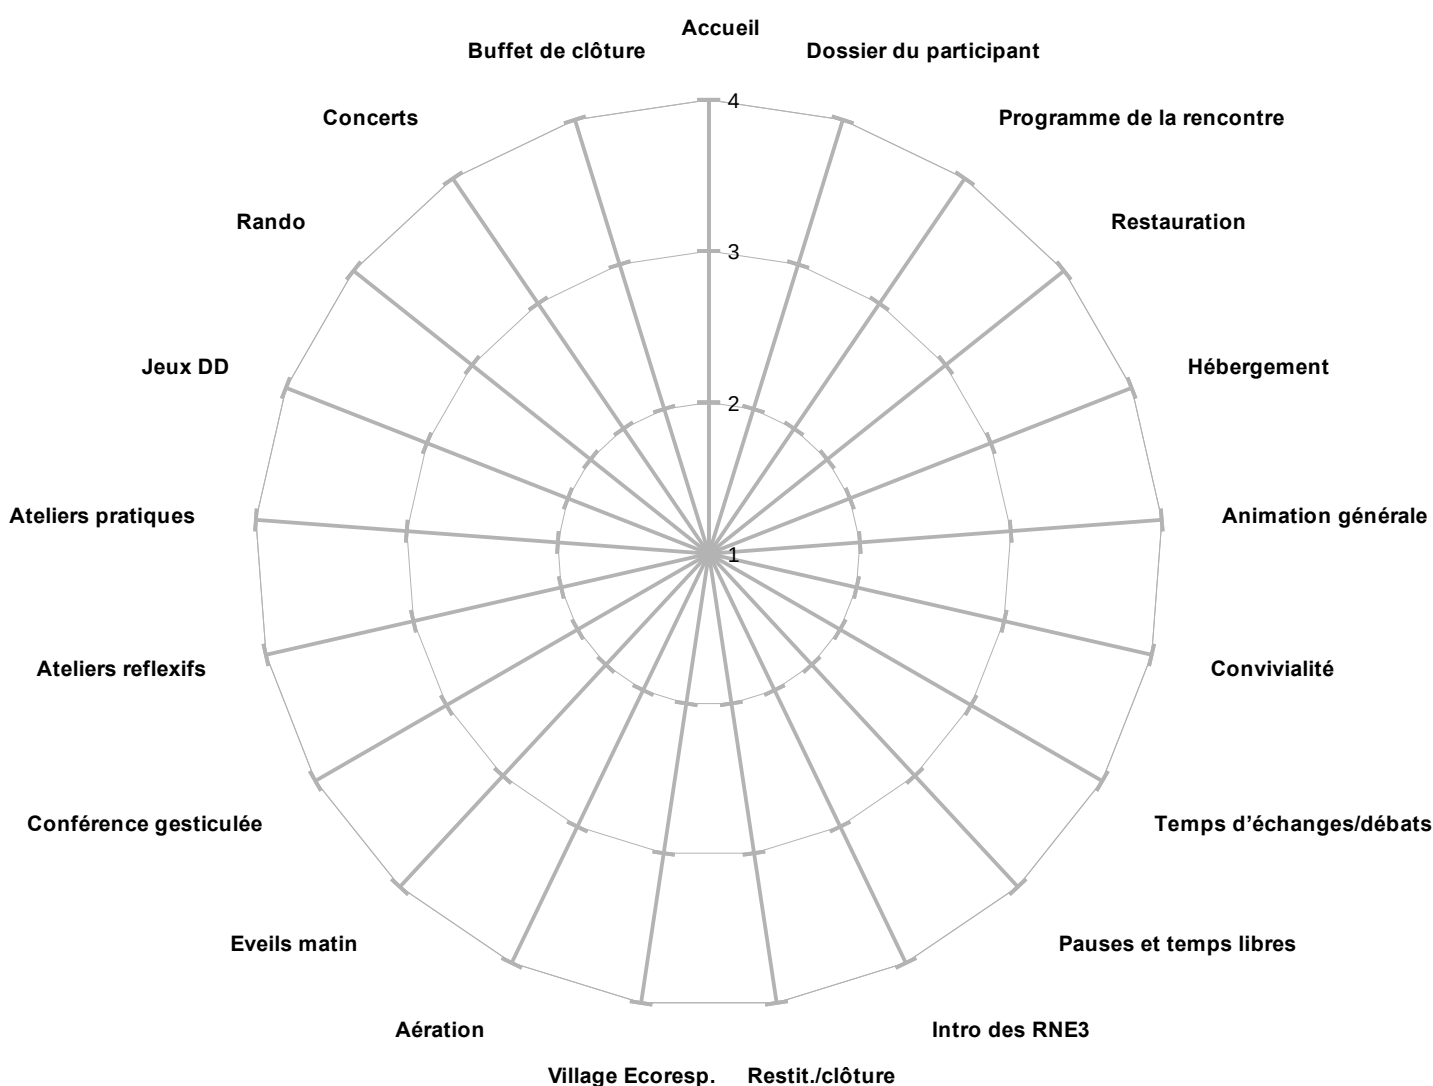 Accueil
Buffet de clôture
Dossier du participant
4
Concerts
Programme de la rencontre
Rando
Restauration
3
Jeux DD
Hébergement
2
Ateliers pratiques
Animation générale
1
Ateliers reflexifs
Convivialité
Conférence gesticulée
Temps d’échanges/débats
Eveils matin
Pauses et temps libres
Aération
Intro des RNE3
Village Ecoresp.
Restit./clôture